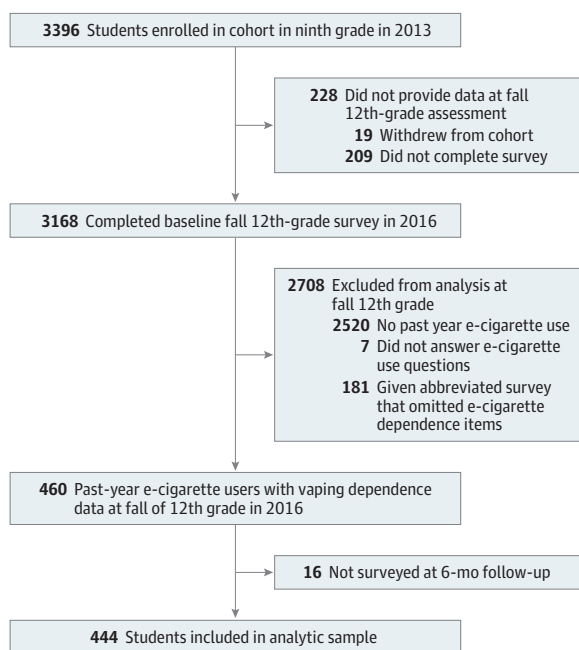 3396 Students enrolled in cohort in ninth grade in 2013
228 Did not provide data at fall
12th-grade assessment
19 Withdrew from cohort
209 Did not complete survey
3168 Completed baseline fall 12th-grade survey in 2016
2708 Excluded from analysis at
fall 12th grade
2520 No past year e-cigarette use
7 Did not answer e-cigarette
use questions
181 Given abbreviated survey
that omitted e-cigarette
dependence items
460 Past-year e-cigarette users with vaping dependence
data at fall of 12th grade in 2016
16 Not surveyed at 6-mo follow-up
444 Students included in analytic sample